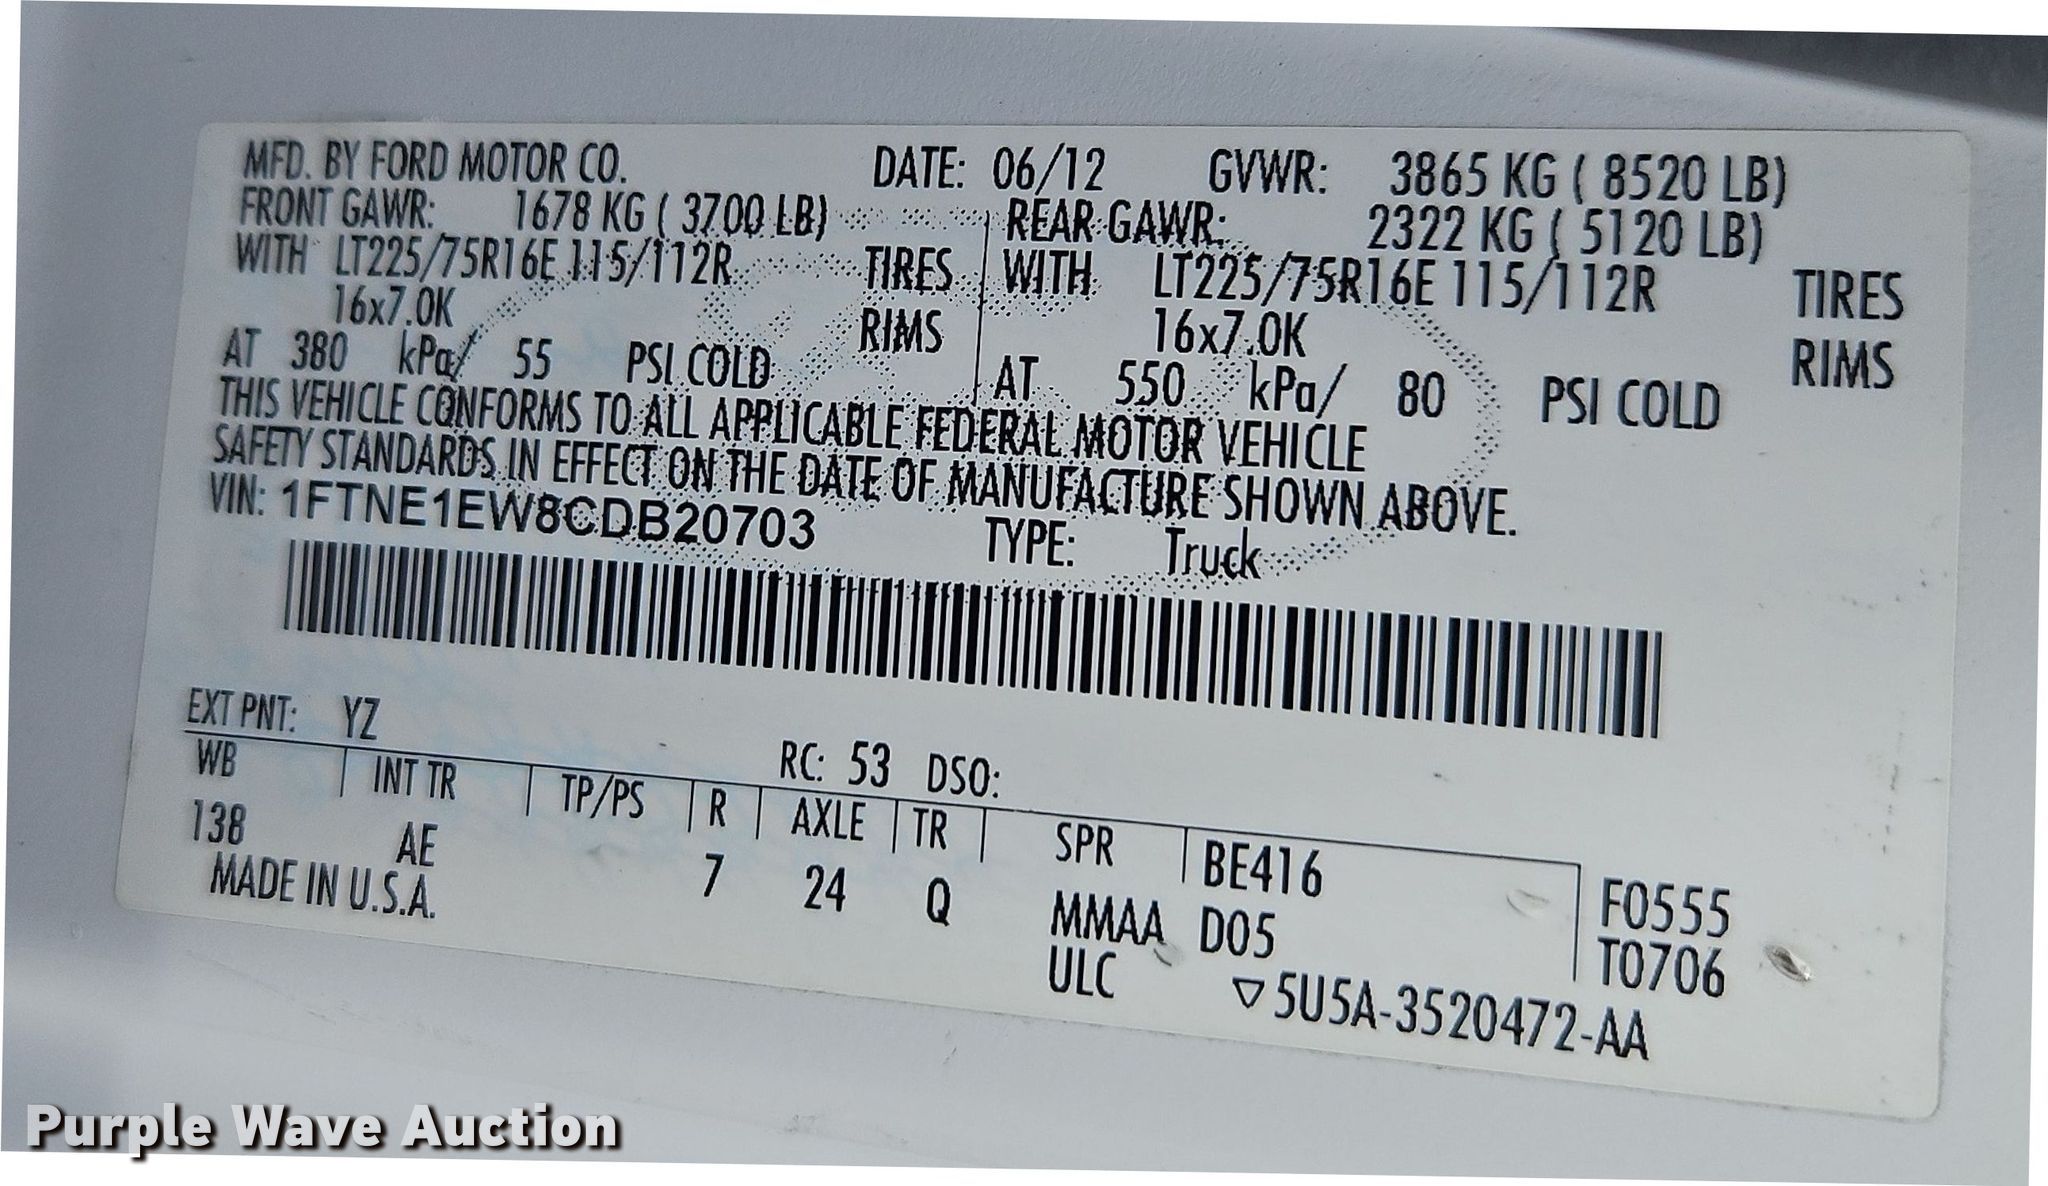 MFD. BY FORD MOTOR CO. DATE: 06/12 GVWR: 3865 KG ( 8520 LB)
FRONT GAWR: 1678 KG ( 3700 LB) REAR GAWR: 2322 KG ( 5120 LB)
WITH LT225/75R16E 115/112R TIRES WITH LT225/75R16E 115/112R TIRES
16x7.0K RIMS 16x7.0K RIMS
AT 380 kPa/ 55 PSI COLD AT 550 kPa/ 80 PSI COLD
THIS VEHICLE CONFORMS TO ALL APPLICABLE FEDERAL MOTOR VEHICLE
SAFETY STANDARDS IN EFFECT ON THE DATE OF MANUFACTURE SHOWN ABOVE.
VIN: 1FTNE1EW8CDB20703 TYPE: Truck
EXT PNT: YZ RC: 53 DSO:
WB INT TR TP/PS R AXLE TR SPR BE416 F0555
138 AE 7 24 Q MMAA D05 T0706
MADE IN U.S.A. ULC ▽5U5A-3520472-AA
Purple Wave Auction